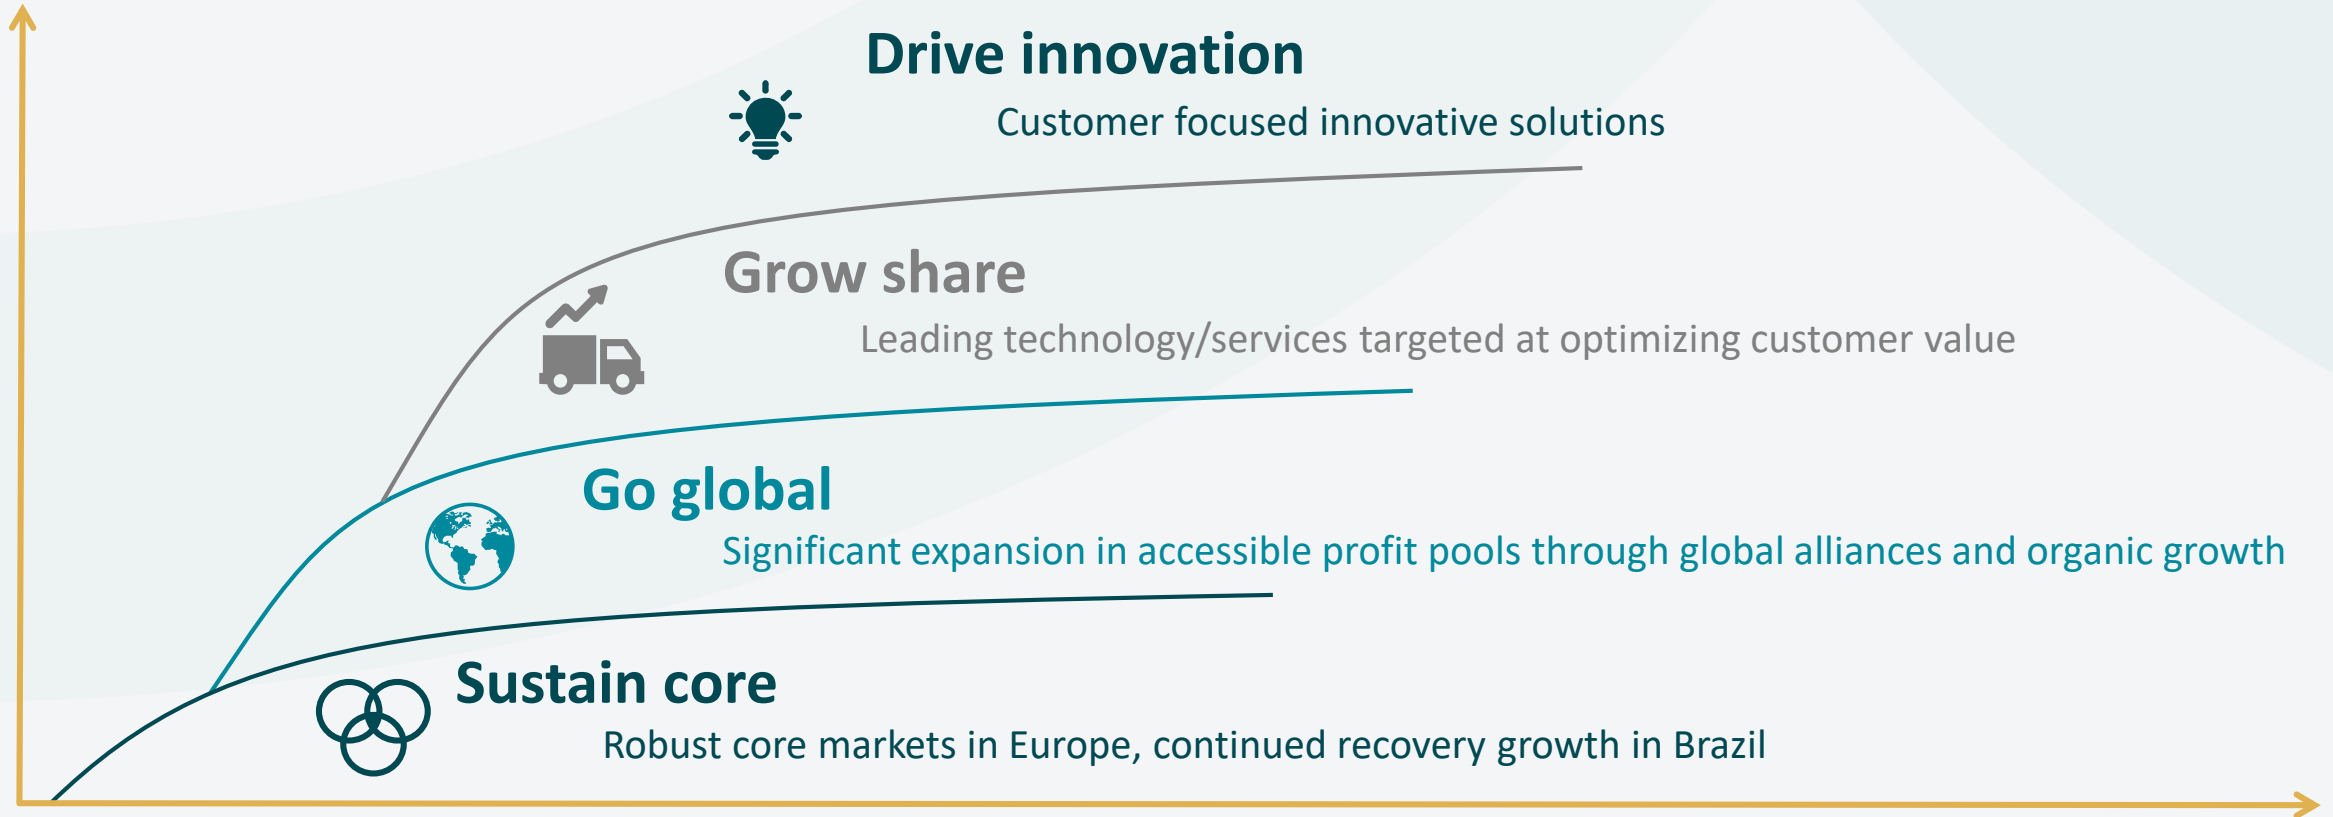 Drive innovation
Customer focused innovative solutions
Grow share
Leading technology/services targeted at optimizing customer value
Go global
Significant expansion in accessible profit pools through global alliances and organic growth
Sustain core
Robust core markets in Europe, continued recovery growth in Brazil